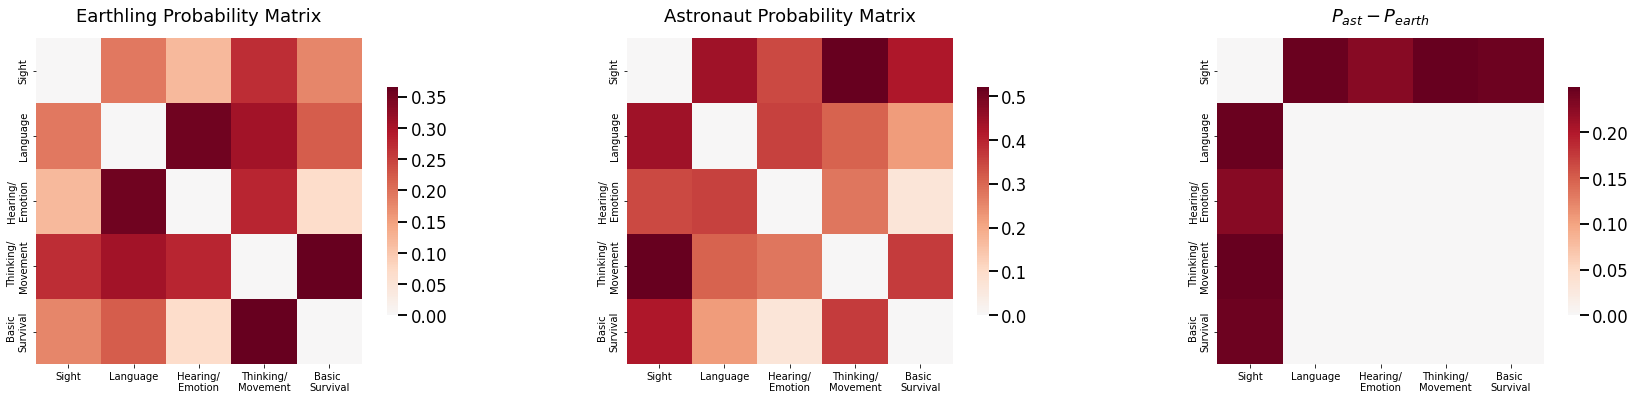 Earthling Probability Matrix
Sight
Language
Hearing/
Emotion
Thinking/
Movement
Basic
Survival
Sight
Language
Hearing/
Emotion
Thinking/
Movement
Basic
Survival
0.35
0.30
0.25
0.20
0.15
0.10
0.05
0.00
Astronaut Probability Matrix
Sight
Language
Hearing/
Emotion
Thinking/
Movement
Basic
Survival
Sight
Language
Hearing/
Emotion
Thinking/
Movement
Basic
Survival
0.5
0.4
0.3
0.2
0.1
0.0
P_{ast} − P_{earth}
Sight
Language
Hearing/
Emotion
Thinking/
Movement
Basic
Survival
Sight
Language
Hearing/
Emotion
Thinking/
Movement
Basic
Survival
0.20
0.15
0.10
0.05
0.00